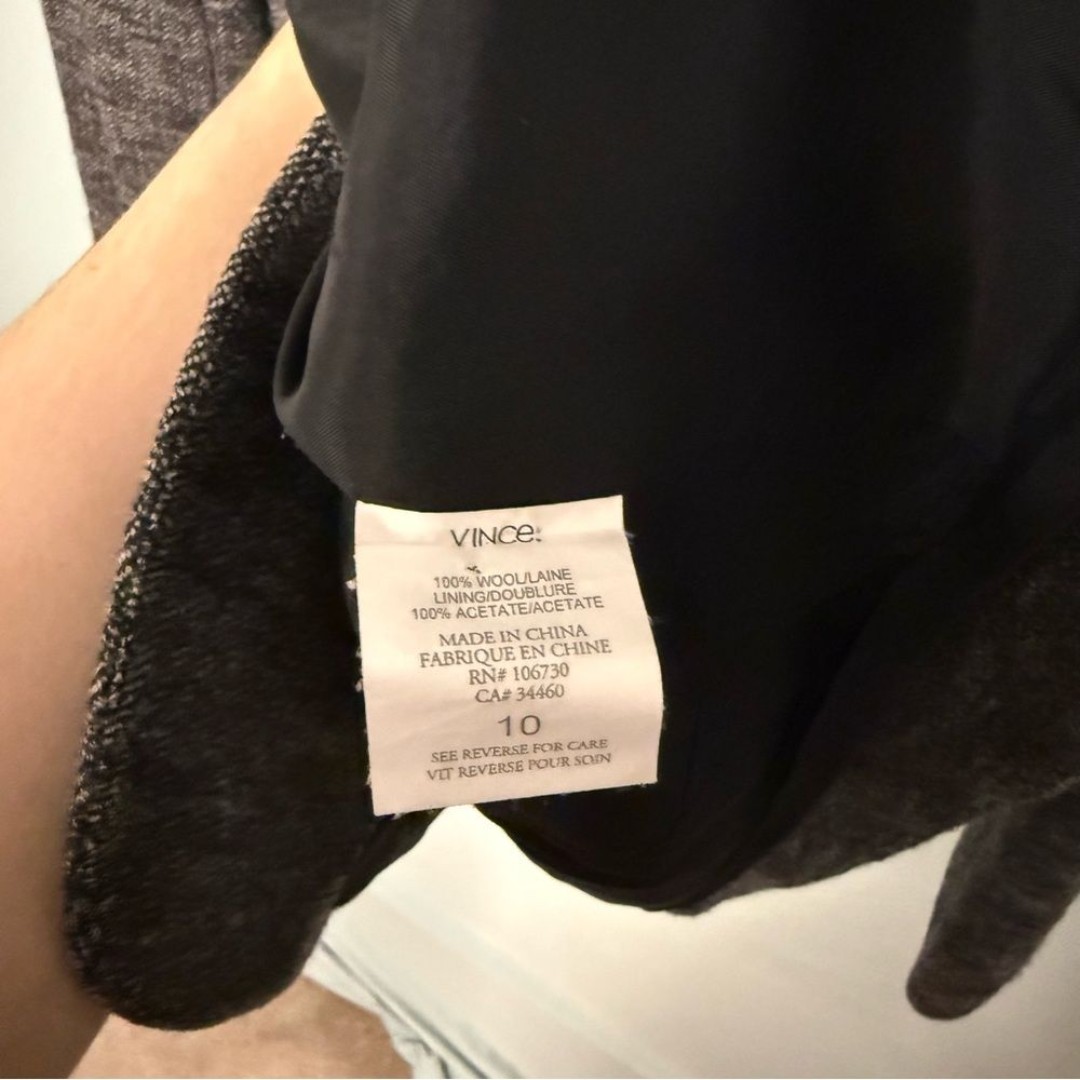 VINCE.
100% WOOL/LAINE
LINING/DOUBLURE
100% ACETATE/ACETATE
MADE IN CHINA
FABRIQUE EN CHINE
RN# 106730
CA# 34460
10
SEE REVERSE FOR CARE
VIT REVERSE POUR SOIN